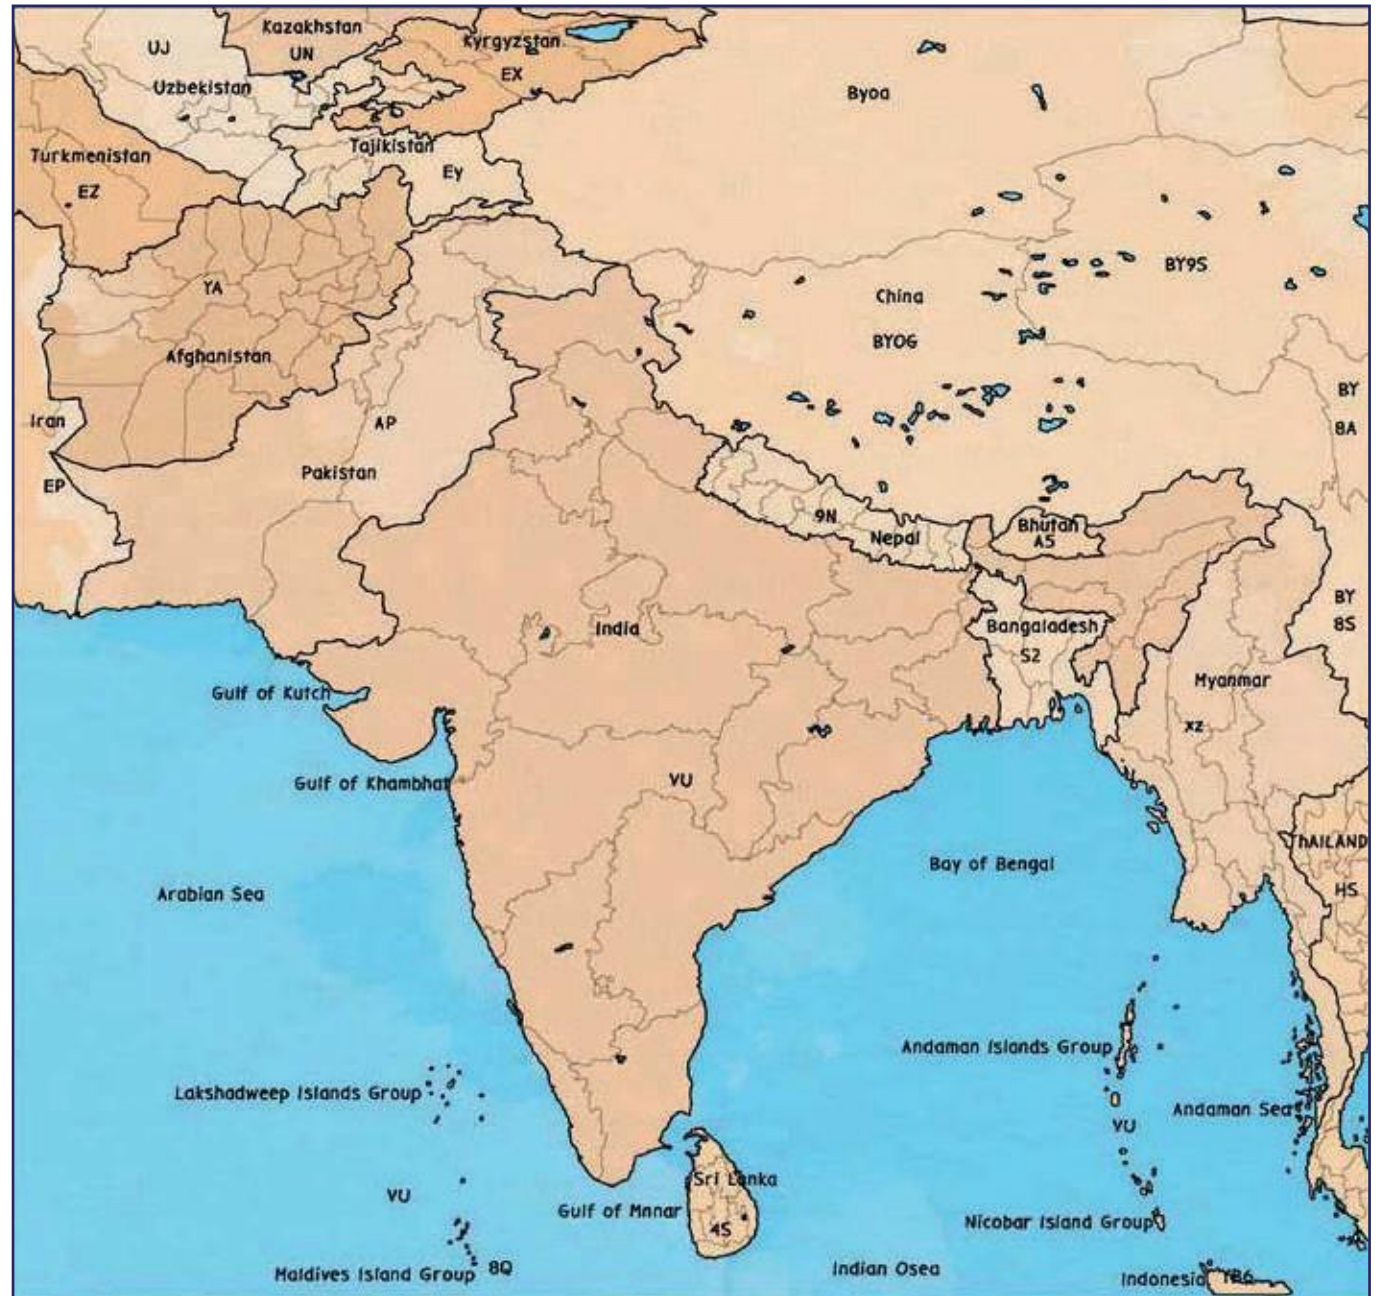 Kazakhstan
UN
UJ
Uzbekistan
Kyrgyzstan
EX
Byoa
Turkmenistan
EZ
Tajikistan
Ey
YA
Afghanistan
China
BYOG
BY9S
BY
8A
Iran
EP
AP
Pakistan
9N
Nepal
Bhutan
A5
BY
8S
India
Bangaladesh
S2
Myanmar
xz
Gulf of Kutch
Gulf of Khambhat
VU
ThAILAND
HS
Arabian Sea
Bay of Bengal
Andaman Islands Group
Lakshadweep Islands Group
Andaman Sea
VU
VU
Sri Lanka
4S
Gulf of Mnnar
Nicobar Island Group
Maldives Island Group
8Q
Indian Osea
Indonesia
YB6